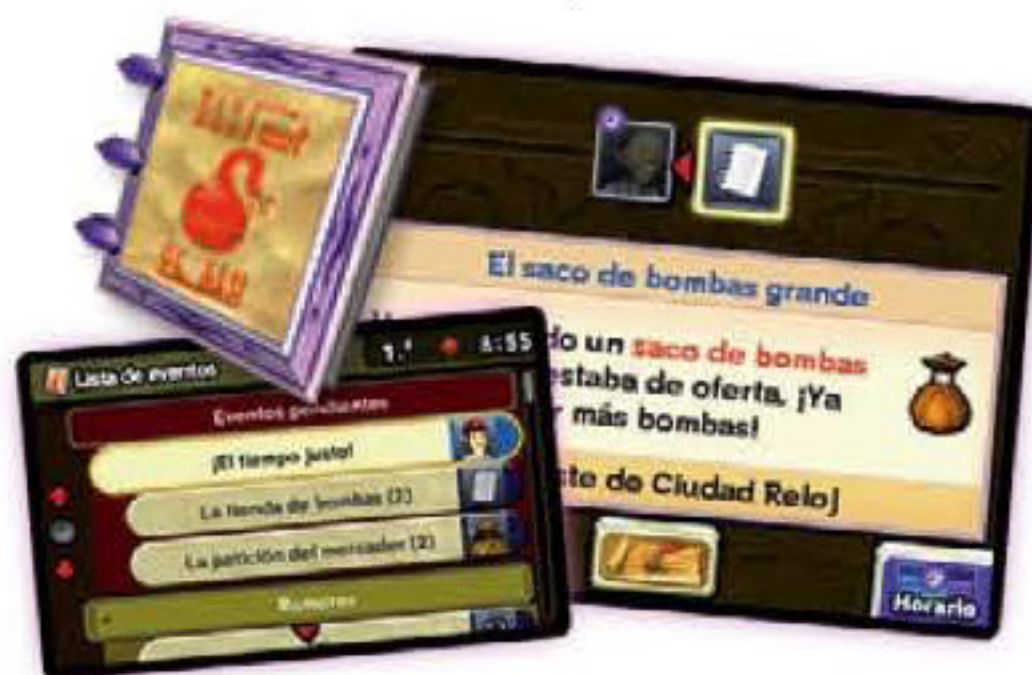 El saco de bombas grande
do un saco de bombas
estaba de oferta. ¡Ya
r más bombas!
ste de Ciudad Reloj
Horario
Lista de eventos
1.º 8:55
Eventos pendientes
¡El tiempo justo!
La tienda de bombas (2)
La petición del mercader (2)
Rumores